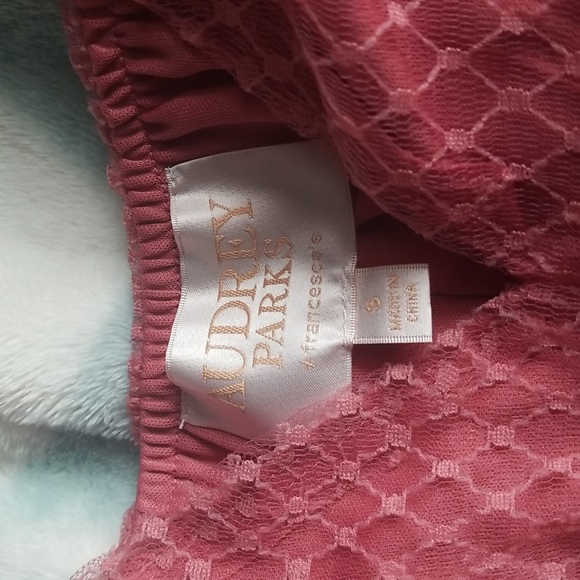 AUDREY
PARKS
#francesca's
S
MADE IN
CHINA